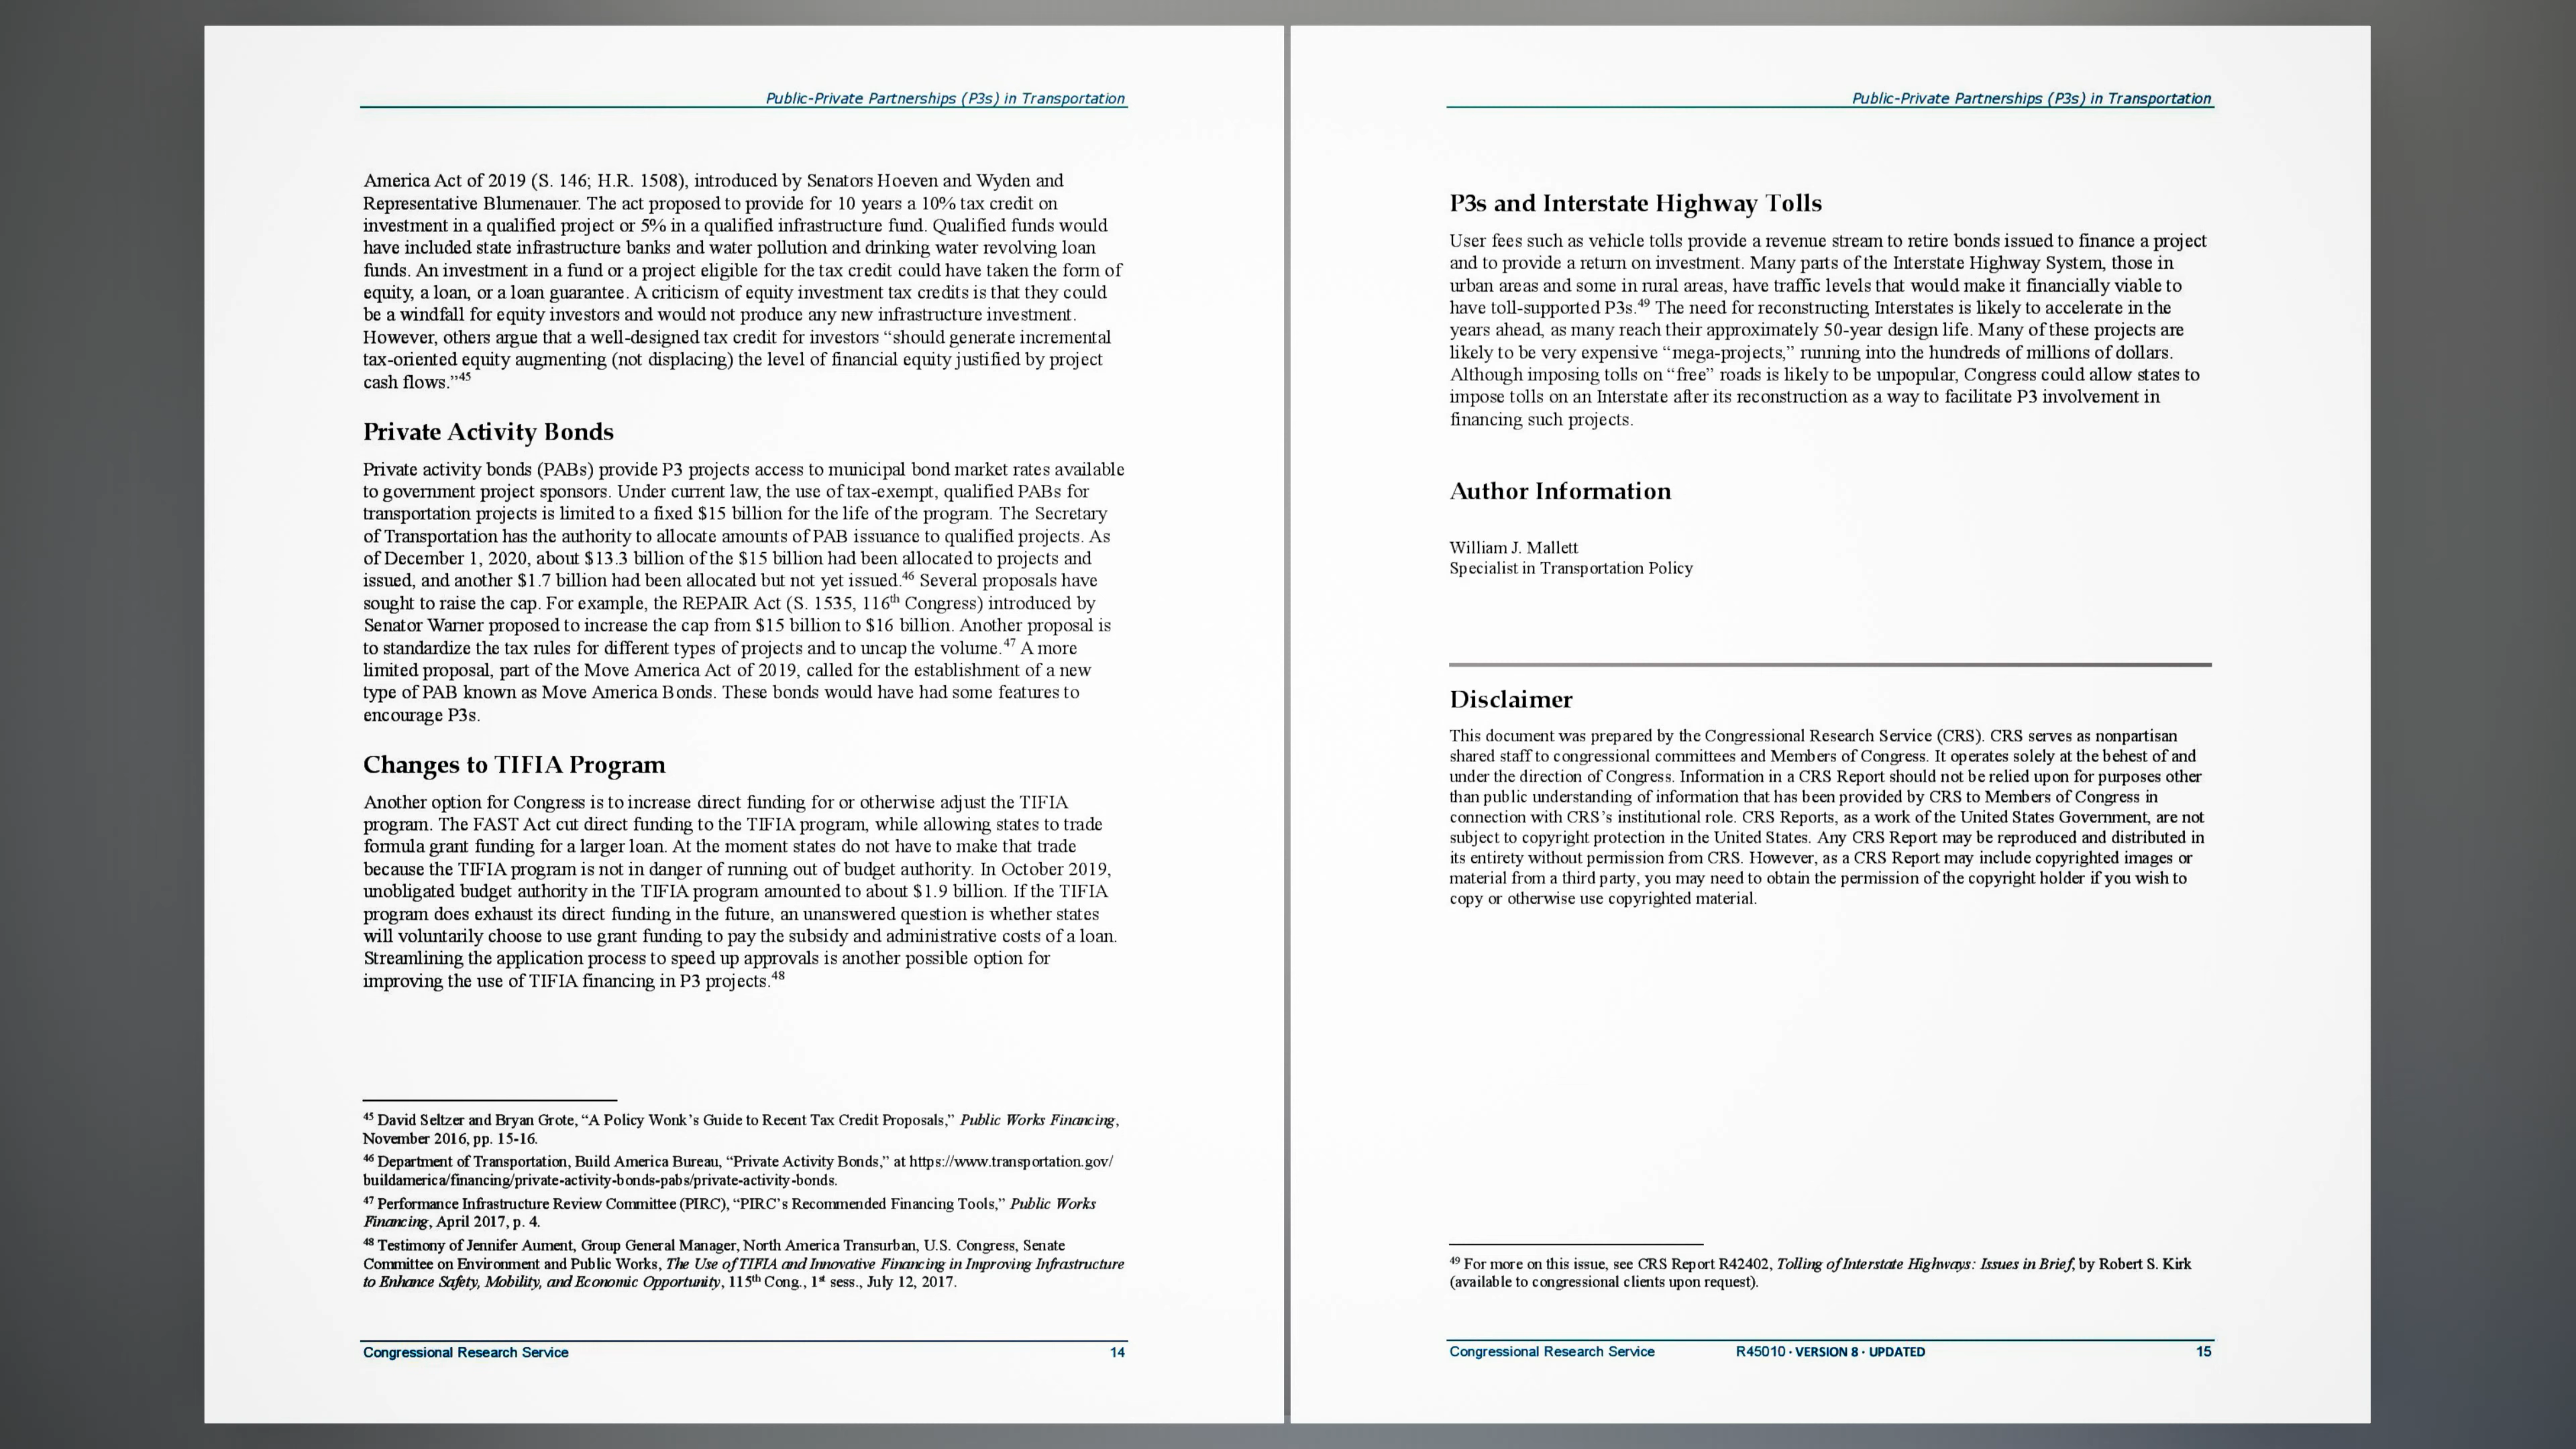 Public-Private Partnerships (P3s) in Transportation
America Act of 2019 (S. 146; H.R. 1508), introduced by Senators Hoeven and Wyden and
Representative Blumenauer. The act proposed to provide for 10 years a 10% tax credit on
investment in a qualified project or 5% in a qualified infrastructure fund. Qualified funds would
have included state infrastructure banks and water pollution and drinking water revolving loan
funds. An investment in a fund or a project eligible for the tax credit could have taken the form of
equity, a loan, or a loan guarantee. A criticism of equity investment tax credits is that they could
be a windfall for equity investors and would not produce any new infrastructure investment.
However, others argue that a well-designed tax credit for investors “should generate incremental
tax-oriented equity augmenting (not displacing) the level of financial equity justified by project
cash flows.”45
Private Activity Bonds
Private activity bonds (PABs) provide P3 projects access to municipal bond market rates available
to government project sponsors. Under current law, the use of tax-exempt, qualified PABs for
transportation projects is limited to a fixed $15 billion for the life of the program. The Secretary
of Transportation has the authority to allocate amounts of PAB issuance to qualified projects. As
of December 1, 2020, about $13.3 billion of the $15 billion had been allocated to projects and
issued, and another $1.7 billion had been allocated but not yet issued.46 Several proposals have
sought to raise the cap. For example, the REPAIR Act (S. 1535, 116th Congress) introduced by
Senator Warner proposed to increase the cap from $15 billion to $16 billion. Another proposal is
to standardize the tax rules for different types of projects and to uncap the volume.47 A more
limited proposal, part of the Move America Act of 2019, called for the establishment of a new
type of PAB known as Move America Bonds. These bonds would have had some features to
encourage P3s.
Changes to TIFIA Program
Another option for Congress is to increase direct funding for or otherwise adjust the TIFIA
program. The FAST Act cut direct funding to the TIFIA program, while allowing states to trade
formula grant funding for a larger loan. At the moment states do not have to make that trade
because the TIFIA program is not in danger of running out of budget authority. In October 2019,
unobligated budget authority in the TIFIA program amounted to about $1.9 billion. If the TIFIA
program does exhaust its direct funding in the future, an unanswered question is whether states
will voluntarily choose to use grant funding to pay the subsidy and administrative costs of a loan.
Streamlining the application process to speed up approvals is another possible option for
improving the use of TIFIA financing in P3 projects.48
45 David Seltzer and Bryan Grote, “A Policy Wonk’s Guide to Recent Tax Credit Proposals,” Public Works Financing,
November 2016, pp. 15-16.
46 Department of Transportation, Build America Bureau, “Private Activity Bonds,” at https://www.transportation.gov/
buildamerica/financing/private-activity-bonds-pabs/private-activity-bonds.
47 Performance Infrastructure Review Committee (PIRC), “PIRC’s Recommended Financing Tools,” Public Works
Financing, April 2017, p. 4.
48 Testimony of Jennifer Aument, Group General Manager, North America Transurban, U.S. Congress, Senate
Committee on Environment and Public Works, The Use of TIFIA and Innovative Financing in Improving Infrastructure
to Enhance Safety, Mobility, and Economic Opportunity, 115th Cong., 1st sess., July 12, 2017.
Congressional Research Service 14
Public-Private Partnerships (P3s) in Transportation
P3s and Interstate Highway Tolls
User fees such as vehicle tolls provide a revenue stream to retire bonds issued to finance a project
and to provide a return on investment. Many parts of the Interstate Highway System, those in
urban areas and some in rural areas, have traffic levels that would make it financially viable to
have toll-supported P3s.49 The need for reconstructing Interstates is likely to accelerate in the
years ahead, as many reach their approximately 50-year design life. Many of these projects are
likely to be very expensive “mega-projects,” running into the hundreds of millions of dollars.
Although imposing tolls on “free” roads is likely to be unpopular, Congress could allow states to
impose tolls on an Interstate after its reconstruction as a way to facilitate P3 involvement in
financing such projects.
Author Information
William J. Mallett
Specialist in Transportation Policy
Disclaimer
This document was prepared by the Congressional Research Service (CRS). CRS serves as nonpartisan
shared staff to congressional committees and Members of Congress. It operates solely at the behest of and
under the direction of Congress. Information in a CRS Report should not be relied upon for purposes other
than public understanding of information that has been provided by CRS to Members of Congress in
connection with CRS’s institutional role. CRS Reports, as a work of the United States Government, are not
subject to copyright protection in the United States. Any CRS Report may be reproduced and distributed in
its entirety without permission from CRS. However, as a CRS Report may include copyrighted images or
material from a third party, you may need to obtain the permission of the copyright holder if you wish to
copy or otherwise use copyrighted material.
49 For more on this issue, see CRS Report R42402, Tolling of Interstate Highways: Issues in Brief, by Robert S. Kirk
(available to congressional clients upon request).
Congressional Research Service R45010 · VERSION 8 · UPDATED 15